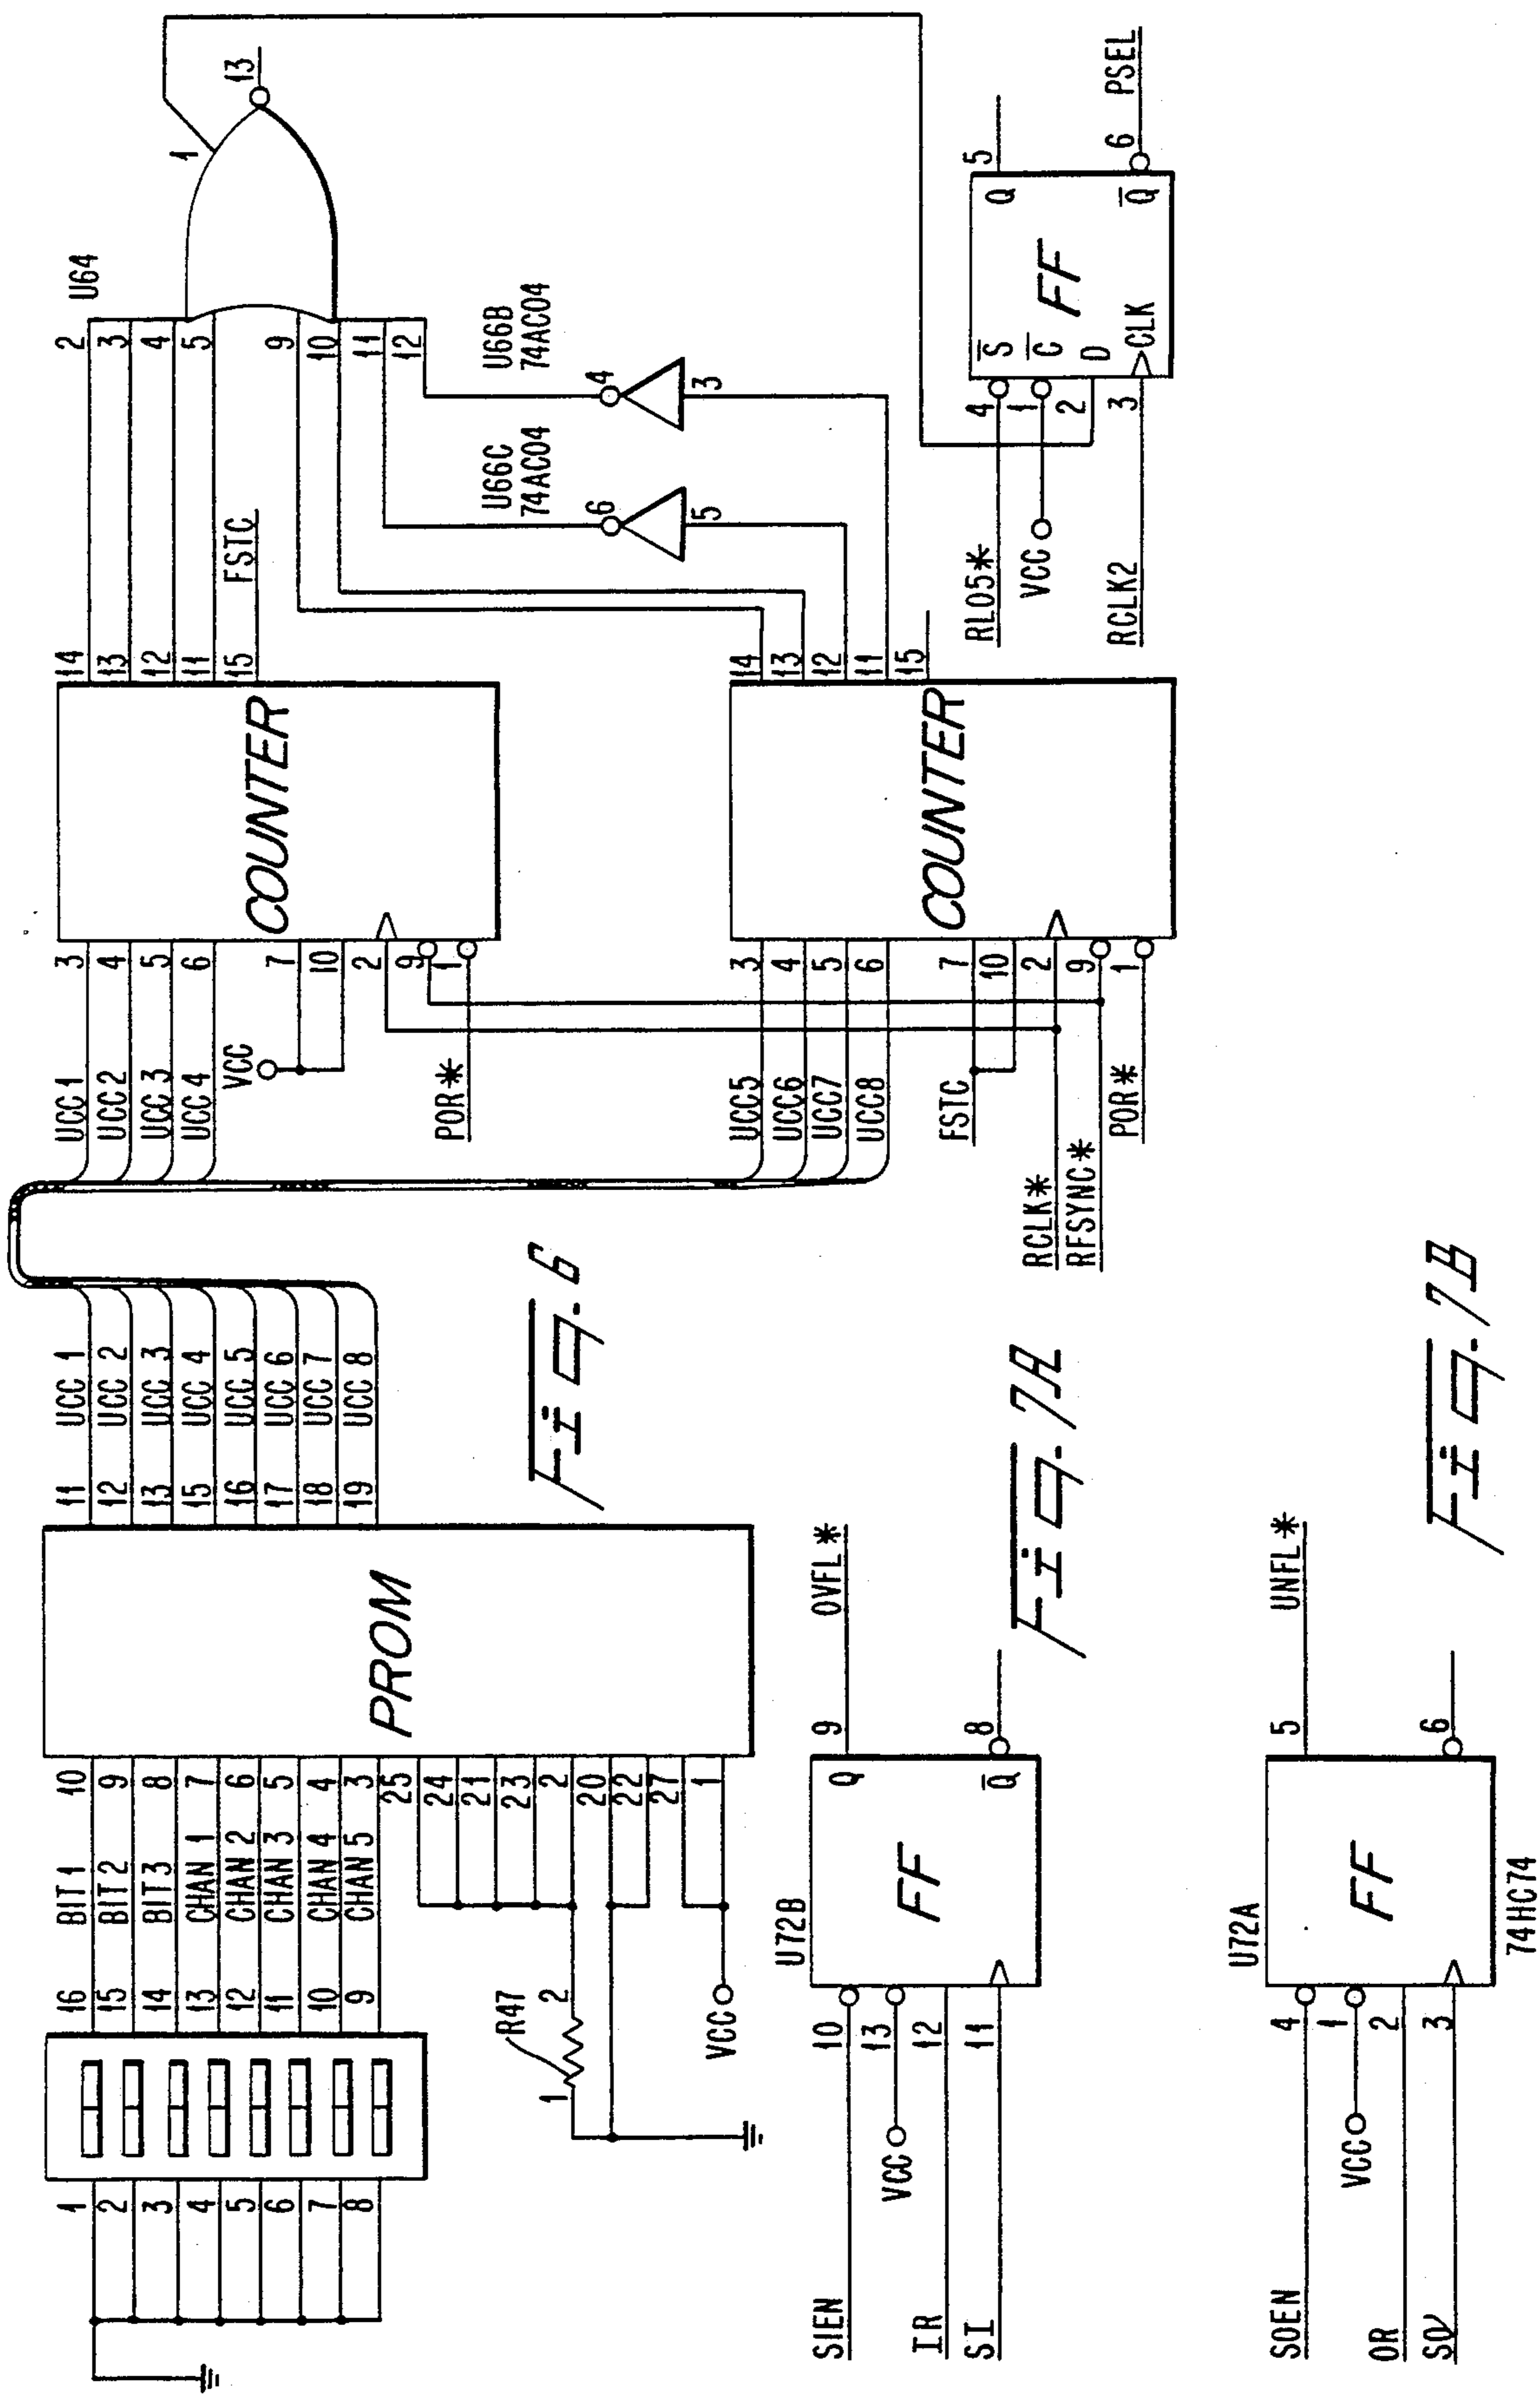 1
2
3
4
5
6
7
8
16 BIT1 10
15 BIT2 9
14 BIT3 8
13 CHAN 1 7
12 CHAN 2 6
11 CHAN 3 5
10 CHAN 4 4
9 CHAN 5 3
25
24
21
23
2
20
22
27
1
1 R47 2
VCC
PROM
11 UCC 1
12 UCC 2
13 UCC 3
15 UCC 4
16 UCC 5
17 UCC 6
18 UCC 7
19 UCC 8
UCC1 3
UCC2 4
UCC3 5
UCC4 6
VCC 7
10
2
9
POR* 1
COUNTER
14
13
12
11
15 FSTC
UCC5 3
UCC6 4
UCC7 5
UCC8 6
FSTC 7
10
RCLK* 2
RFSYNC* 9
POR* 1
COUNTER
14
13
12
11
15
U66C
74AC04
5 6
U66B
74AC04
3 4
U64
2
3
4
5
9
10
11
12
1
13
RL05* 4 S
VCC 1 C
2 D
RCLK2 3 CLK
FF
Q 5
Q 6 PSEL
Fig. 6
U72B
SIEN 10
VCC 13
IR 12
SI 11
FF
Q 9 OVFL*
Q 8
Fig. 7A
U72A
SOEN 4
VCC 1
OR 2
SO 3
FF
5 UNFL*
6
74HC74
Fig. 7B